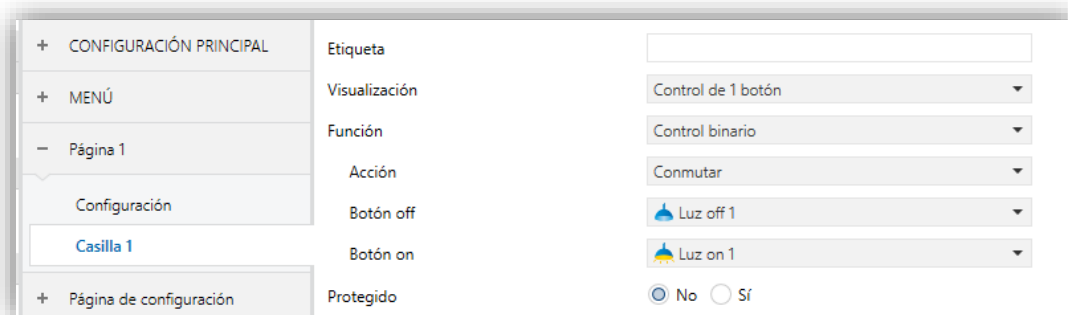 + CONFIGURACIÓN PRINCIPAL
+ MENÚ
− Página 1
Configuración
Casilla 1
+ Página de configuración
Etiqueta
Visualización Control de 1 botón
Función Control binario
Acción Conmutar
Botón off Luz off 1
Botón on Luz on 1
Protegido No Sí